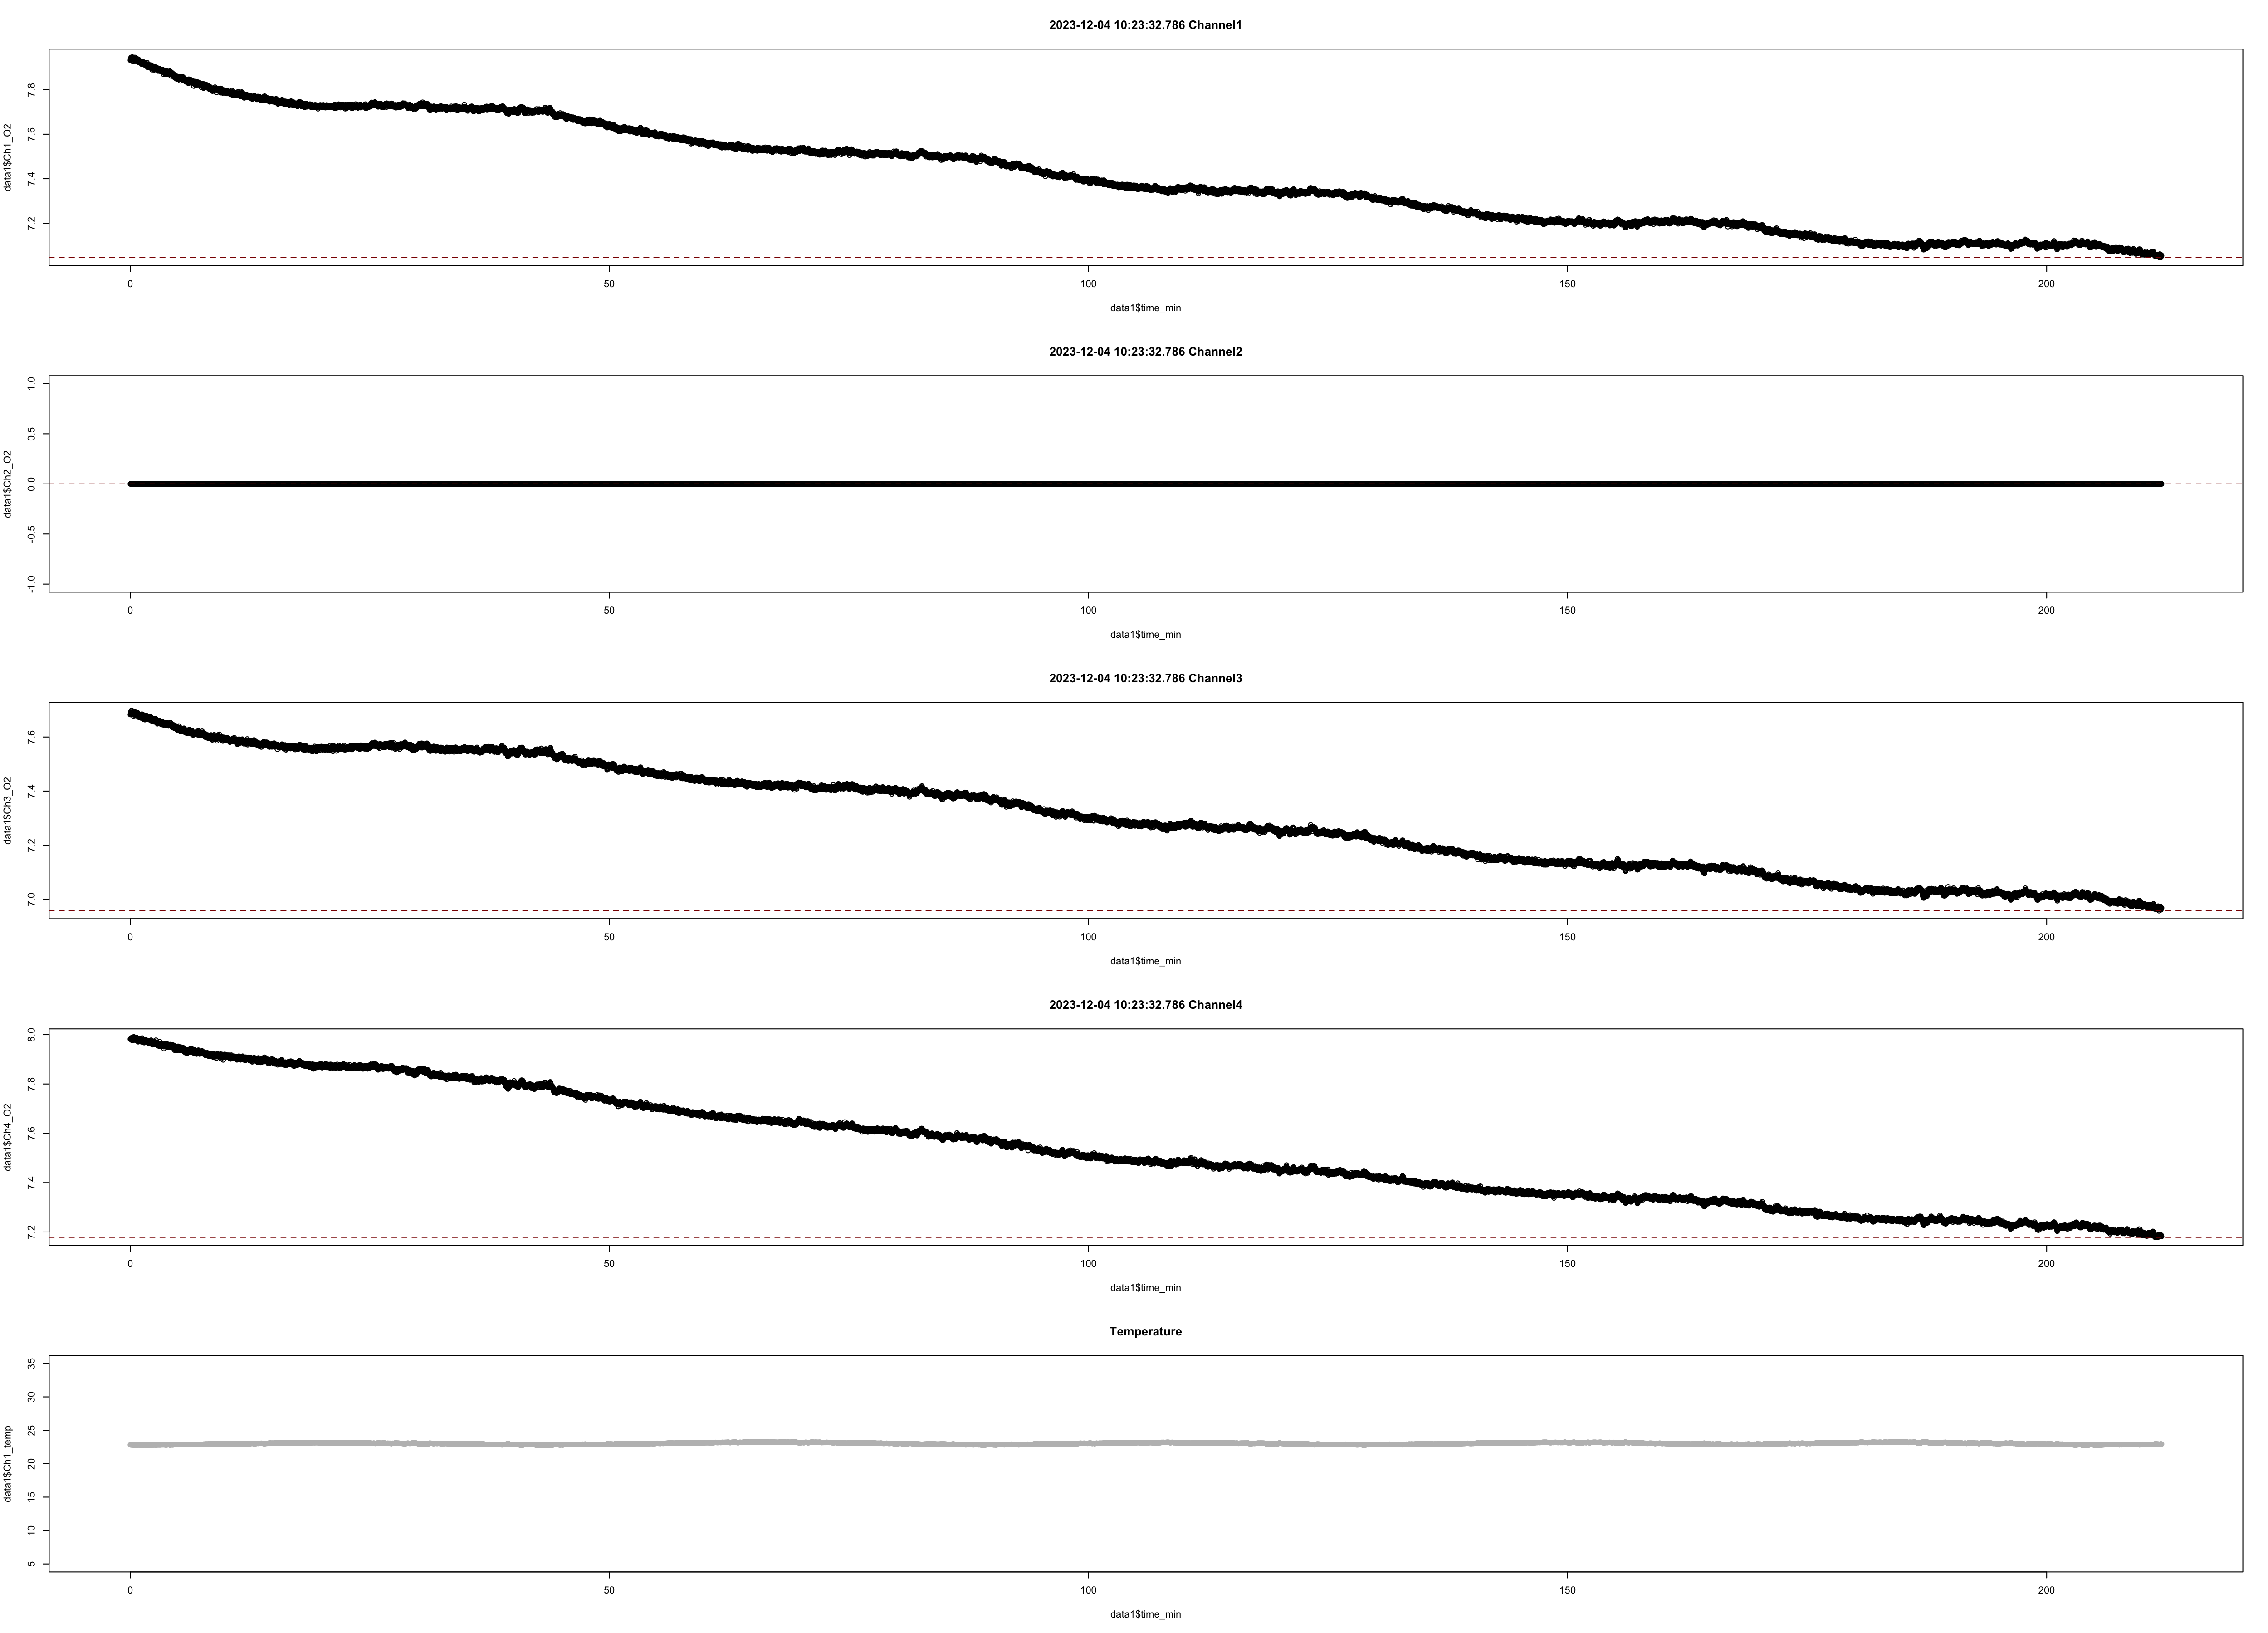 2023-12-04 10:23:32.786 Channel1
data1$Ch1_O2
7.8
7.6
7.4
7.2
0 50 100 150 200
data1$time_min
2023-12-04 10:23:32.786 Channel2
data1$Ch2_O2
1.0
0.5
0.0
-0.5
-1.0
0 50 100 150 200
data1$time_min
2023-12-04 10:23:32.786 Channel3
data1$Ch3_O2
7.6
7.4
7.2
7.0
0 50 100 150 200
data1$time_min
2023-12-04 10:23:32.786 Channel4
data1$Ch4_O2
8.0
7.8
7.6
7.4
7.2
0 50 100 150 200
data1$time_min
Temperature
data1$Ch1_temp
35
30
25
20
15
10
5
0 50 100 150 200
data1$time_min